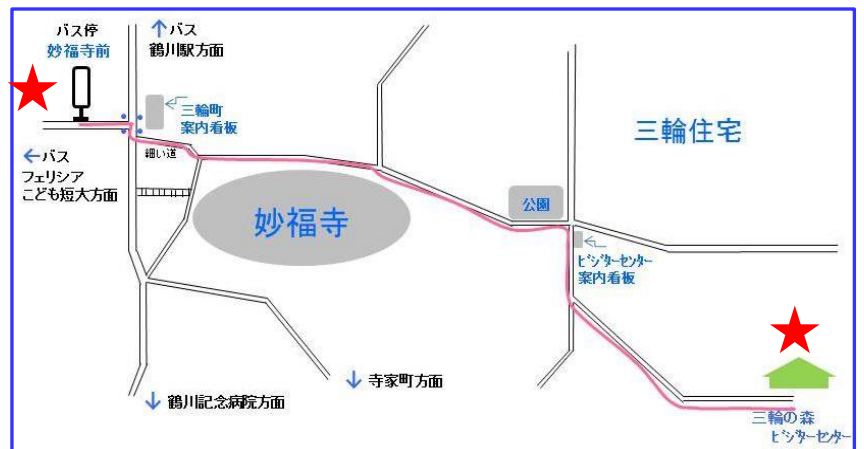 バス停
妙福寺前
↑バス
鶴川駅方面
三輪町
案内看板
細い道
←バス
フェリシア
こども短大方面
妙福寺
三輪住宅
公園
ﾋﾞｼﾞﾀｰｾﾝﾀｰ
案内看板
↓ 寺家町方面
↓ 鶴川記念病院方面
三輪の森
ﾋﾞｼﾞﾀｰｾﾝﾀｰ